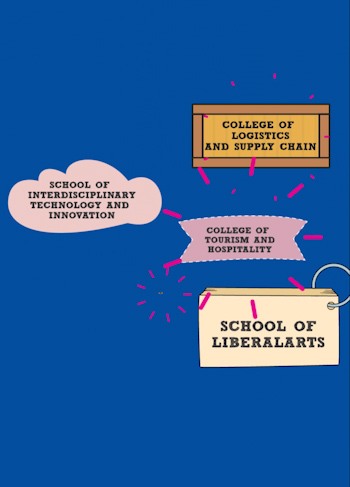 COLLEGE OF
LOGISTICS
AND SUPPLY CHAIN
SCHOOL OF
INTERDISCIPLINARY
TECHNOLOGY AND
INNOVATION
COLLEGE OF
TOURISM AND
HOSPITALITY
SCHOOL OF
LIBERALARTS